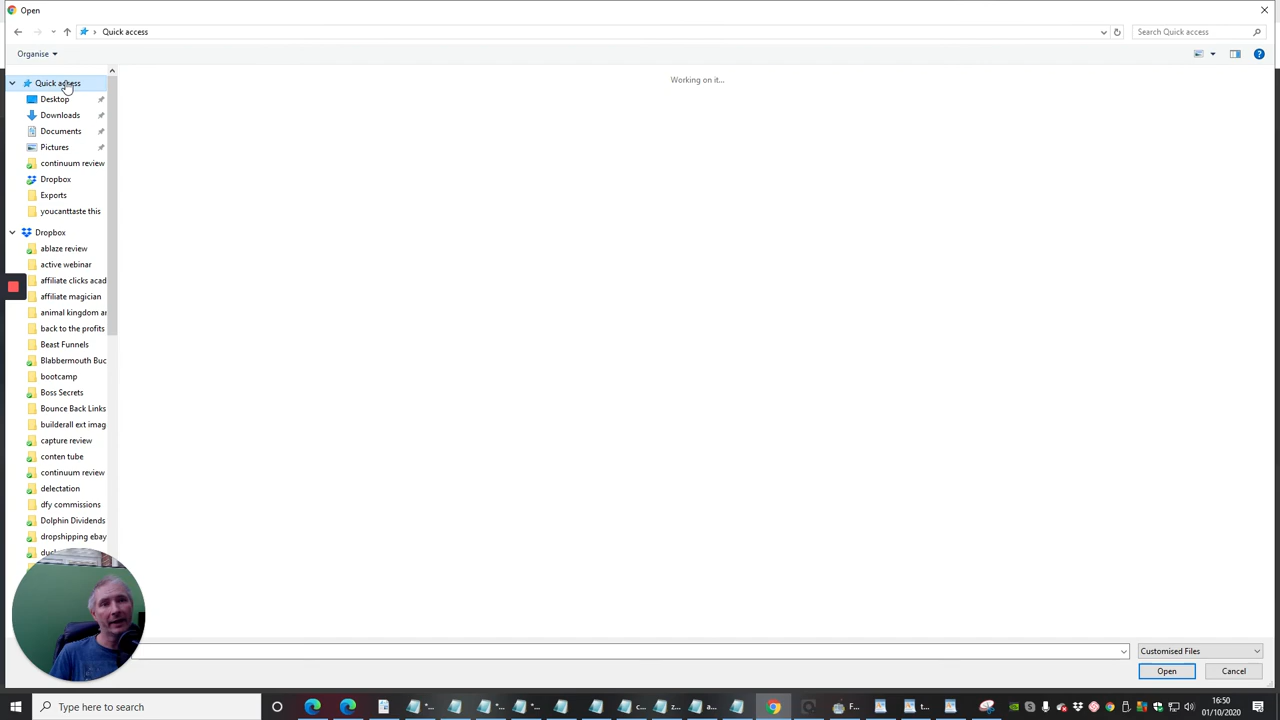 Open
Quick access
Search Quick access
Organise
Working on it...
Quick access
Desktop
Downloads
Documents
Pictures
continuum review
Dropbox
Exports
youcanttaste this
Dropbox
ablaze review
active webinar
affiliate clicks acad
affiliate magician
animal kingdom ar
back to the profits
Beast Funnels
Blabbermouth Buc
bootcamp
Boss Secrets
Bounce Back Links
builderall ext imag
capture review
conten tube
continuum review
delectation
dfy commissions
Dolphin Dividends
dropshipping ebay
Customised Files
Open
Cancel
Type here to search
16:50
01/10/2020